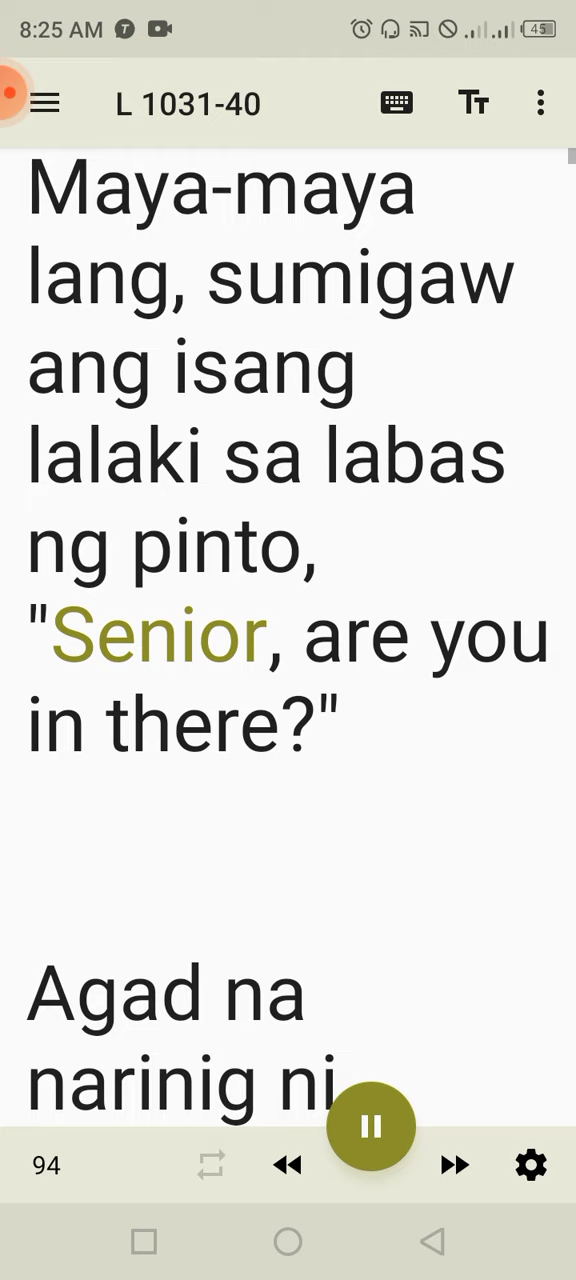 8:25 AM
45
L 1031-40
Maya-maya
lang, sumigaw
ang isang
lalaki sa labas
ng pinto,
"Senior, are you
in there?"
Agad na
narinig ni
94